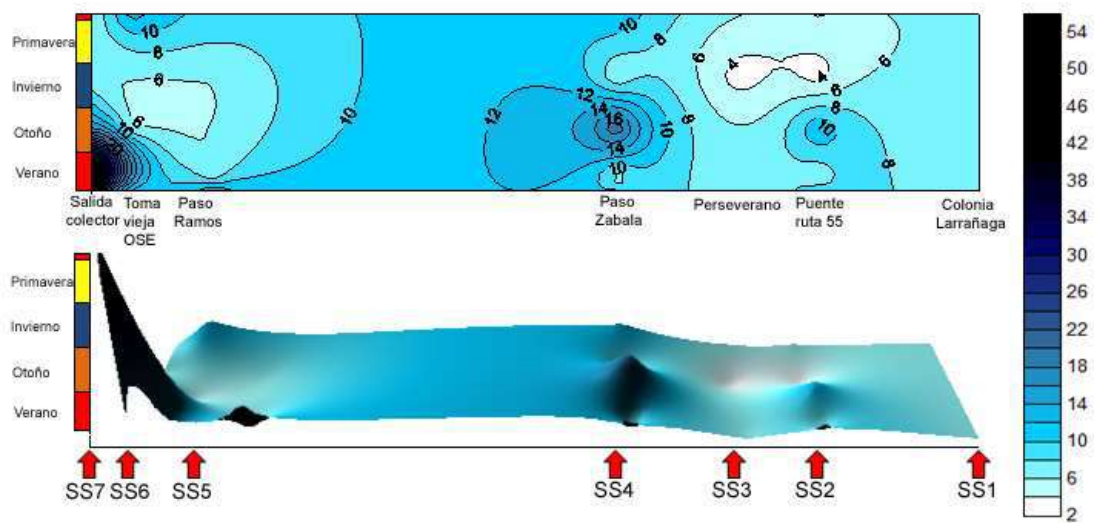 10
8
6
4
4
6
6
8
10
6
8
10
12
12
14
16
14
10
10
8
10
8
10
6
10
Primavera
Invierno
Otoño
Verano
Salida colector
Toma vieja OSE
Paso Ramos
Paso Zabala
Perseverano
Puente ruta 55
Colonia Larrañaga
Primavera
Invierno
Otoño
Verano
SS7
SS6
SS5
SS4
SS3
SS2
SS1
54
50
46
42
38
34
30
26
22
18
14
10
6
2